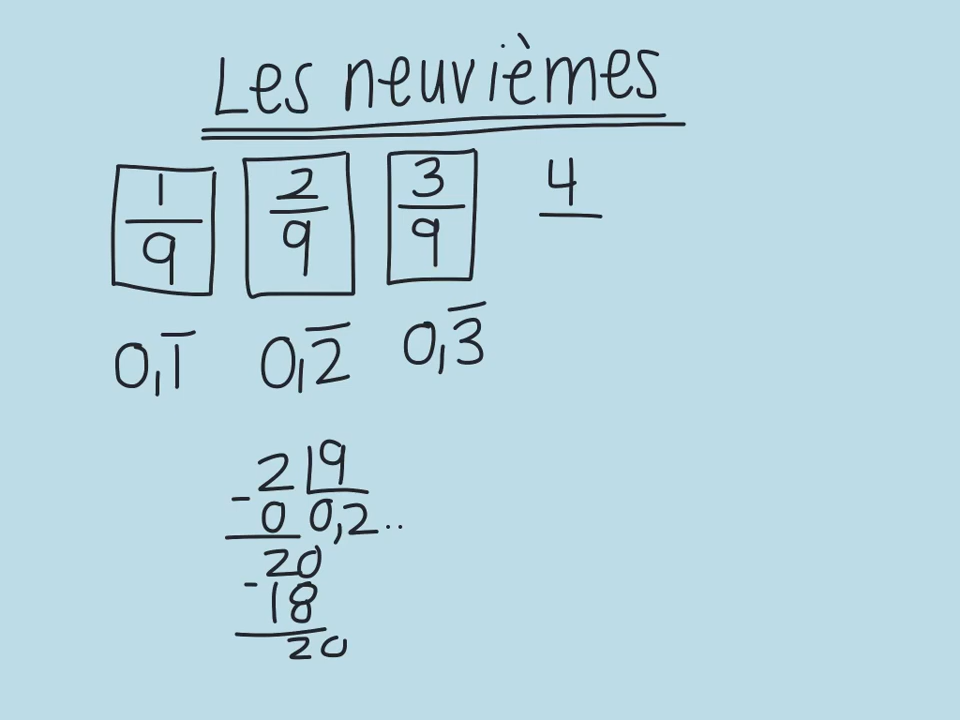 Les neuvièmes
1/9 2/9 3/9 4/
0,1̅ 0,2̅ 0,3̅
2 | 9
- 0 0,2..
20
- 18
20